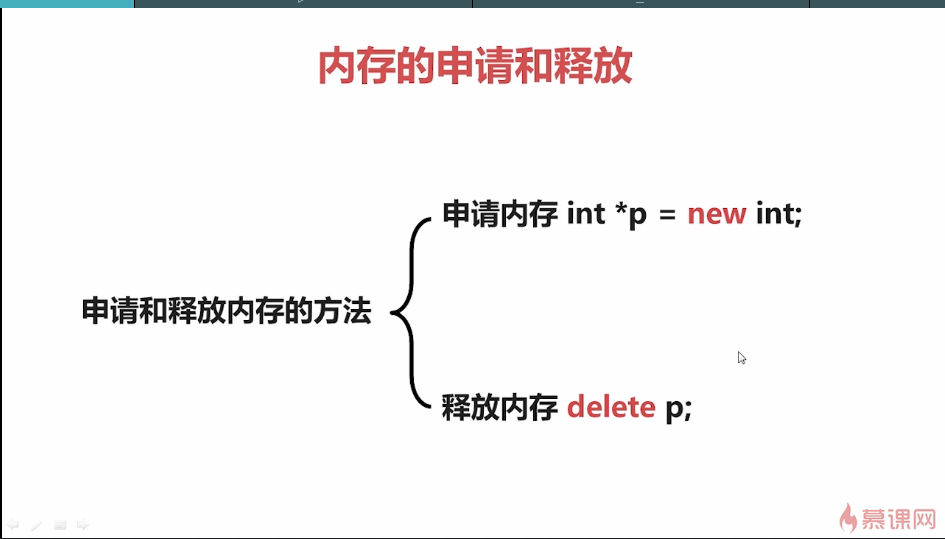 内存的申请和释放
申请内存 int *p = new int;
申请和释放内存的方法
释放内存 delete p;
慕课网